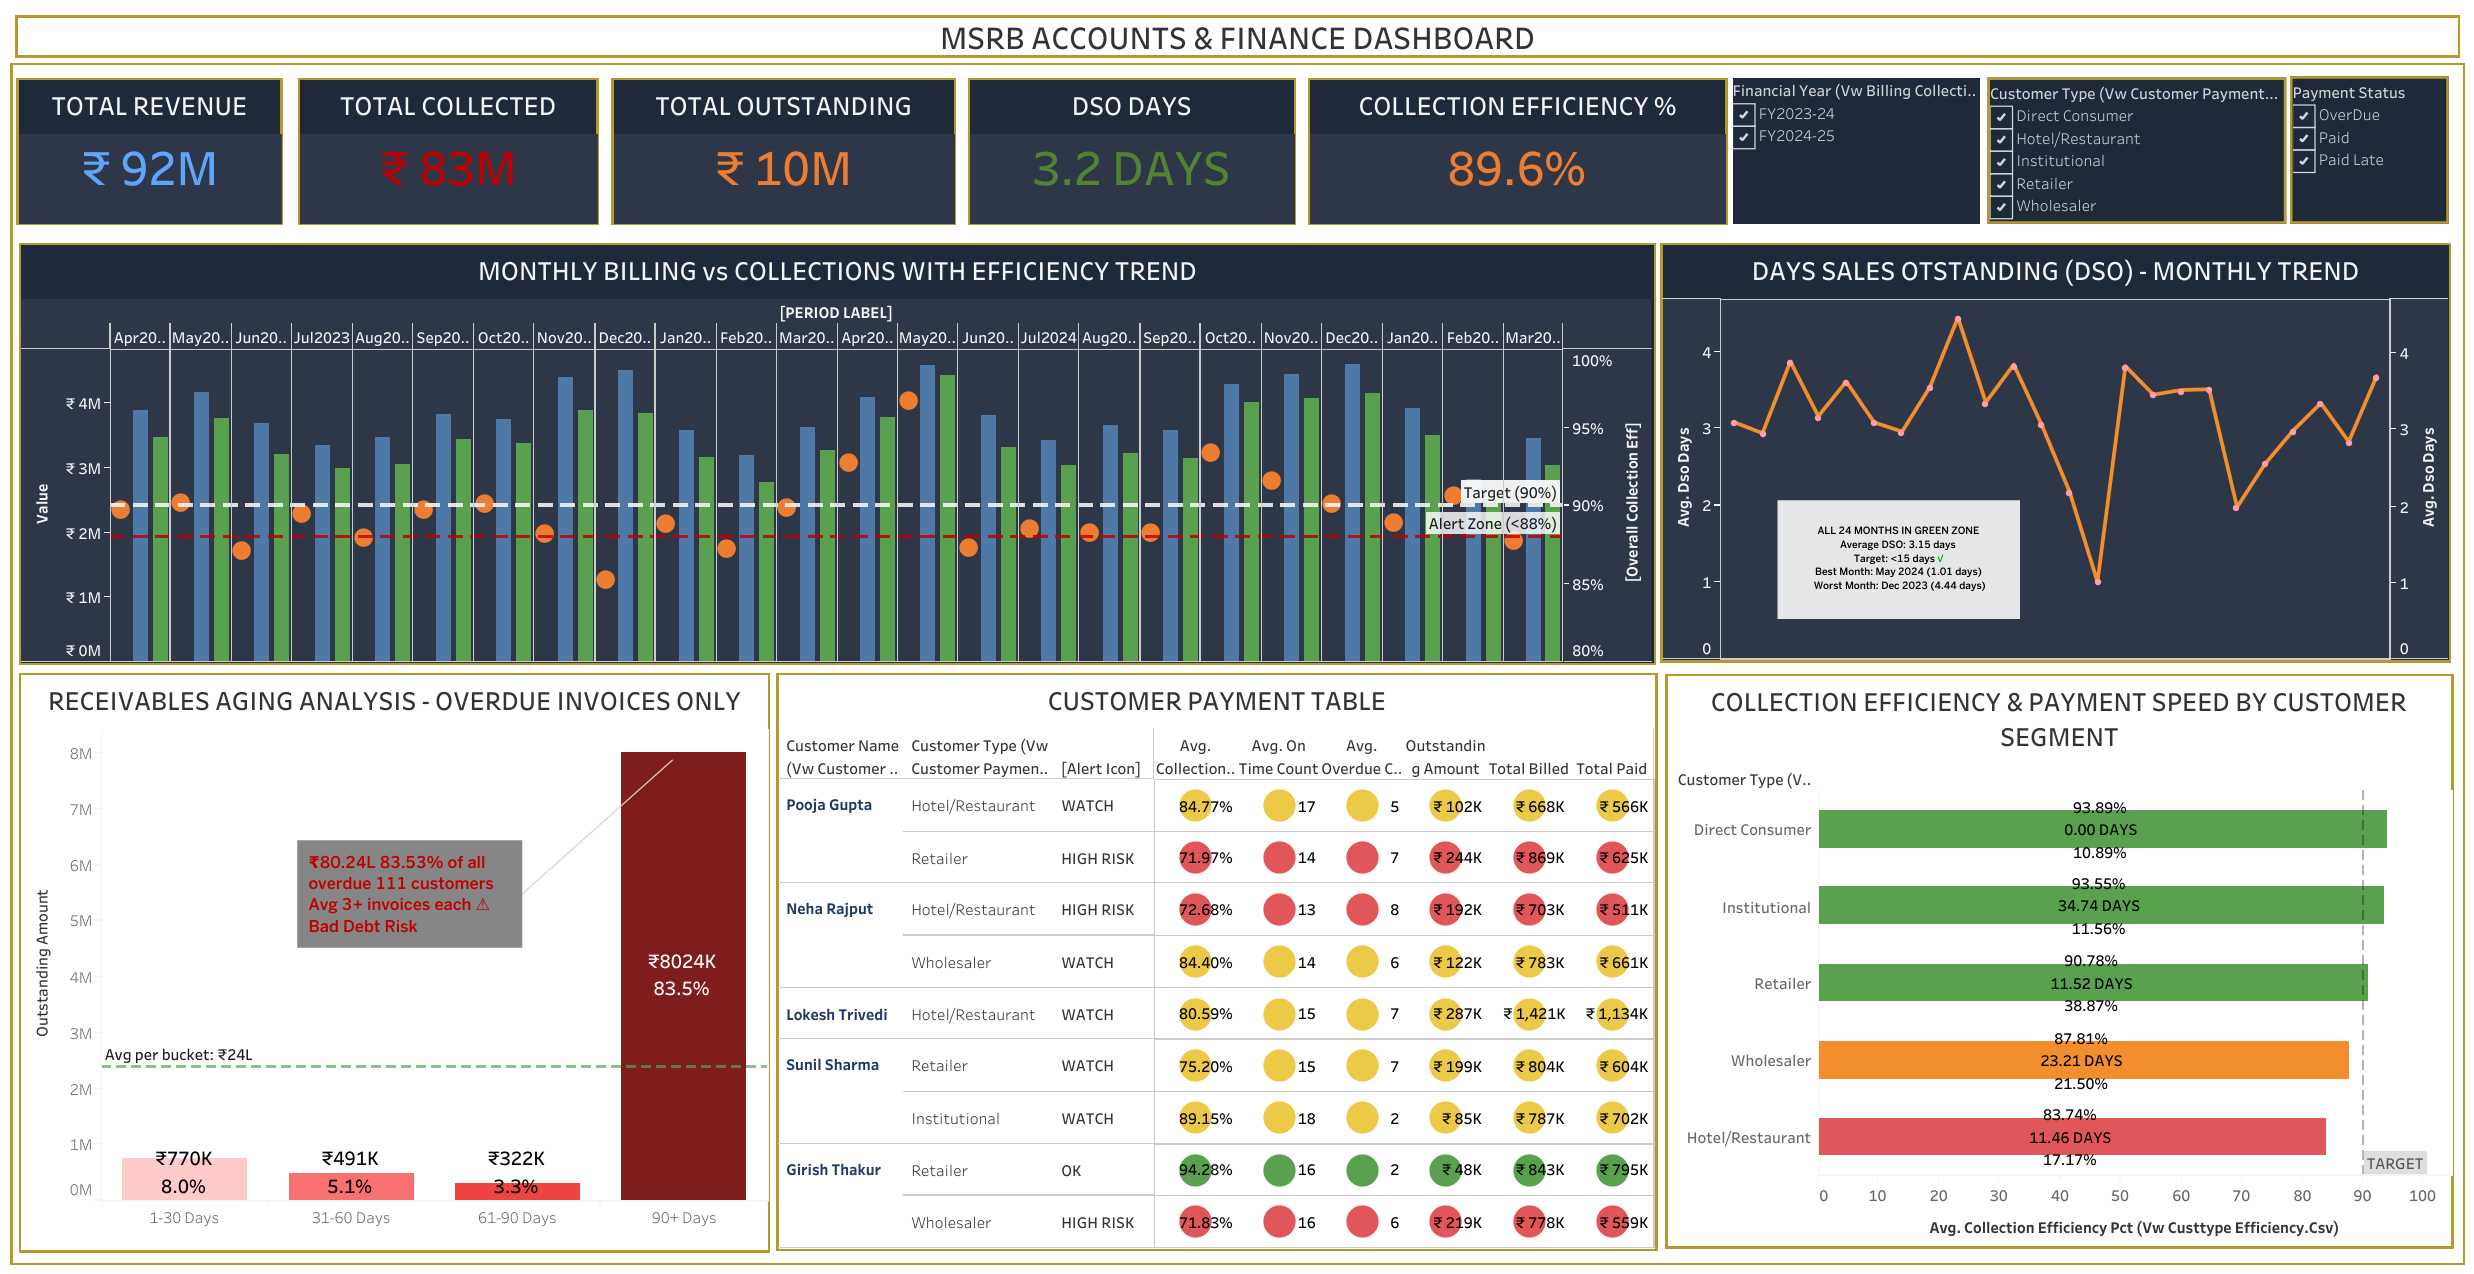 MSRB ACCOUNTS & FINANCE DASHBOARD
TOTAL REVENUE
₹ 92M
TOTAL COLLECTED
₹ 83M
TOTAL OUTSTANDING
₹ 10M
DSO DAYS
3.2 DAYS
COLLECTION EFFICIENCY %
89.6%
Financial Year (Vw Billing Collecti..
FY2023-24
FY2024-25
Customer Type (Vw Customer Payment...
Direct Consumer
Hotel/Restaurant
Institutional
Retailer
Wholesaler
Payment Status
OverDue
Paid
Paid Late
MONTHLY BILLING vs COLLECTIONS WITH EFFICIENCY TREND
[PERIOD LABEL]
Apr20.. May20.. Jun20.. Jul2023 Aug20.. Sep20.. Oct20.. Nov20.. Dec20.. Jan20.. Feb20.. Mar20.. Apr20.. May20.. Jun20.. Jul2024 Aug20.. Sep20.. Oct20.. Nov20.. Dec20.. Jan20.. Feb20.. Mar20..
Value
₹ 4M
₹ 3M
₹ 2M
₹ 1M
₹ 0M
100%
95%
90%
85%
80%
[Overall Collection Eff]
Target (90%)
Alert Zone (<88%)
DAYS SALES OTSTANDING (DSO) - MONTHLY TREND
Avg. Dso Days
4
3
2
1
0
4
3
2
1
0
Avg. Dso Days
ALL 24 MONTHS IN GREEN ZONE
Average DSO: 3.15 days
Target: <15 days √
Best Month: May 2024 (1.01 days)
Worst Month: Dec 2023 (4.44 days)
RECEIVABLES AGING ANALYSIS - OVERDUE INVOICES ONLY
Outstanding Amount
8M
7M
6M
5M
4M
3M
2M
1M
0M
₹80.24L 83.53% of all
overdue 111 customers
Avg 3+ invoices each ⚠
Bad Debt Risk
Avg per bucket: ₹24L
₹770K
8.0%
₹491K
5.1%
₹322K
3.3%
₹8024K
83.5%
1-30 Days 31-60 Days 61-90 Days 90+ Days
CUSTOMER PAYMENT TABLE
Customer Name Customer Type (Vw Avg. Avg. On Avg. Outstandin
(Vw Customer .. Customer Paymen.. [Alert Icon] Collection.. Time Count Overdue C.. g Amount Total Billed Total Paid
Pooja Gupta Hotel/Restaurant WATCH 84.77% 17 5 ₹ 102K ₹ 668K ₹ 566K
Retailer HIGH RISK 71.97% 14 7 ₹ 244K ₹ 869K ₹ 625K
Neha Rajput Hotel/Restaurant HIGH RISK 72.68% 13 8 ₹ 192K ₹ 703K ₹ 511K
Wholesaler WATCH 84.40% 14 6 ₹ 122K ₹ 783K ₹ 661K
Lokesh Trivedi Hotel/Restaurant WATCH 80.59% 15 7 ₹ 287K ₹ 1,421K ₹ 1,134K
Sunil Sharma Retailer WATCH 75.20% 15 7 ₹ 199K ₹ 804K ₹ 604K
Institutional WATCH 89.15% 18 2 ₹ 85K ₹ 787K ₹ 702K
Girish Thakur Retailer OK 94.28% 16 2 ₹ 48K ₹ 843K ₹ 795K
Wholesaler HIGH RISK 71.83% 16 6 ₹ 219K ₹ 778K ₹ 559K
COLLECTION EFFICIENCY & PAYMENT SPEED BY CUSTOMER
SEGMENT
Customer Type (V..
Direct Consumer
93.89%
0.00 DAYS
10.89%
Institutional
93.55%
34.74 DAYS
11.56%
Retailer
90.78%
11.52 DAYS
38.87%
Wholesaler
87.81%
23.21 DAYS
21.50%
Hotel/Restaurant
83.74%
11.46 DAYS
17.17%
TARGET
0 10 20 30 40 50 60 70 80 90 100
Avg. Collection Efficiency Pct (Vw Custtype Efficiency.Csv)